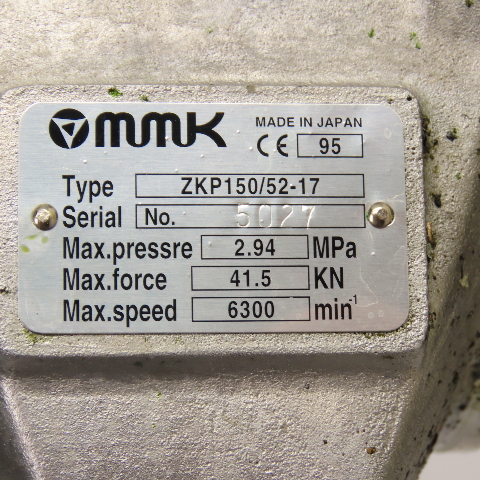 MMK
MADE IN JAPAN
CE 95
Type ZKP150/52-17
Serial No. 5027
Max.pressre 2.94 MPa
Max.force 41.5 KN
Max.speed 6300 min⁻¹